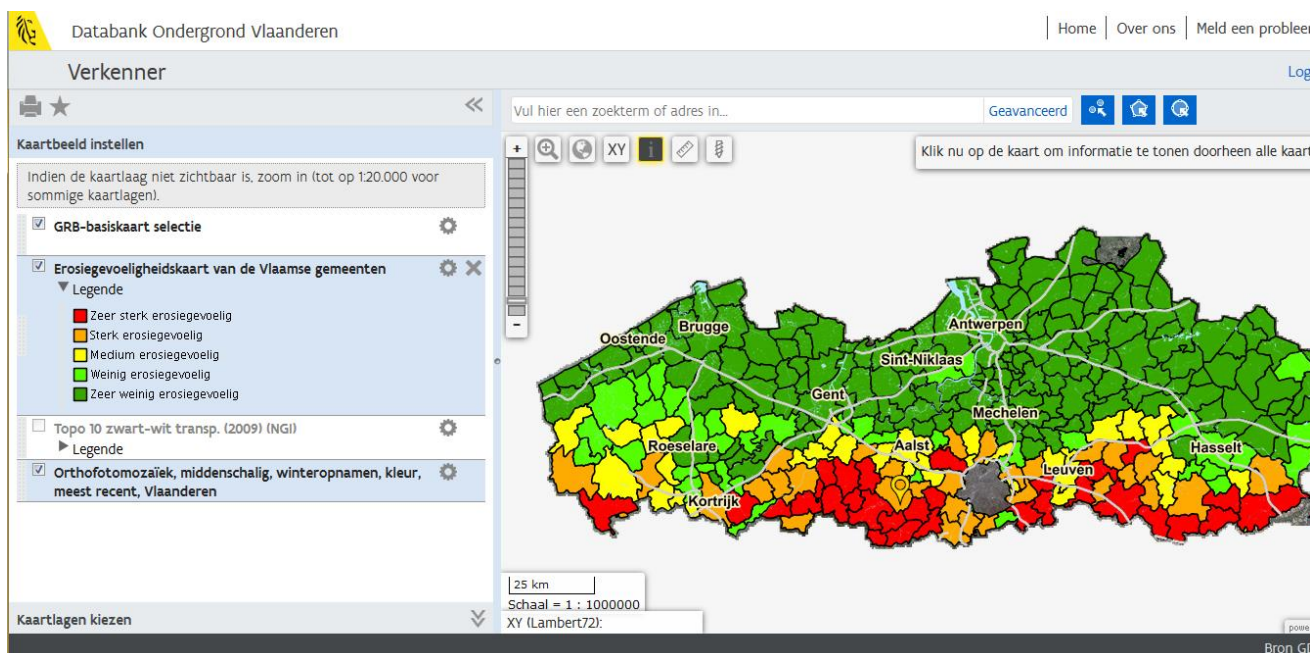 Databank Ondergrond Vlaanderen
Home | Over ons | Meld een probleem
Verkenner
Log
Vul hier een zoekterm of adres in...
Geavanceerd
Kaartbeeld instellen
Indien de kaartlaag niet zichtbaar is, zoom in (tot op 1:20.000 voor
sommige kaartlagen).
GRB-basiskaart selectie
Erosiegevoeligheidskaart van de Vlaamse gemeenten
Legende
Zeer sterk erosiegevoelig
Sterk erosiegevoelig
Medium erosiegevoelig
Weinig erosiegevoelig
Zeer weinig erosiegevoelig
Topo 10 zwart-wit transp. (2009) (NGI)
Legende
Orthofotomozaïek, middenschalig, winteropnamen, kleur,
meest recent, Vlaanderen
Kaartlagen kiezen
+
XY
i
Klik nu op de kaart om informatie te tonen doorheen alle kaart
-
Antwerpen
Brugge
Oostende
Sint-Niklaas
Gent
Mechelen
Roeselare
Aalst
Hasselt
Leuven
Kortrijk
25 km
Schaal = 1 : 1000000
XY (Lambert72):
powe
Bron G